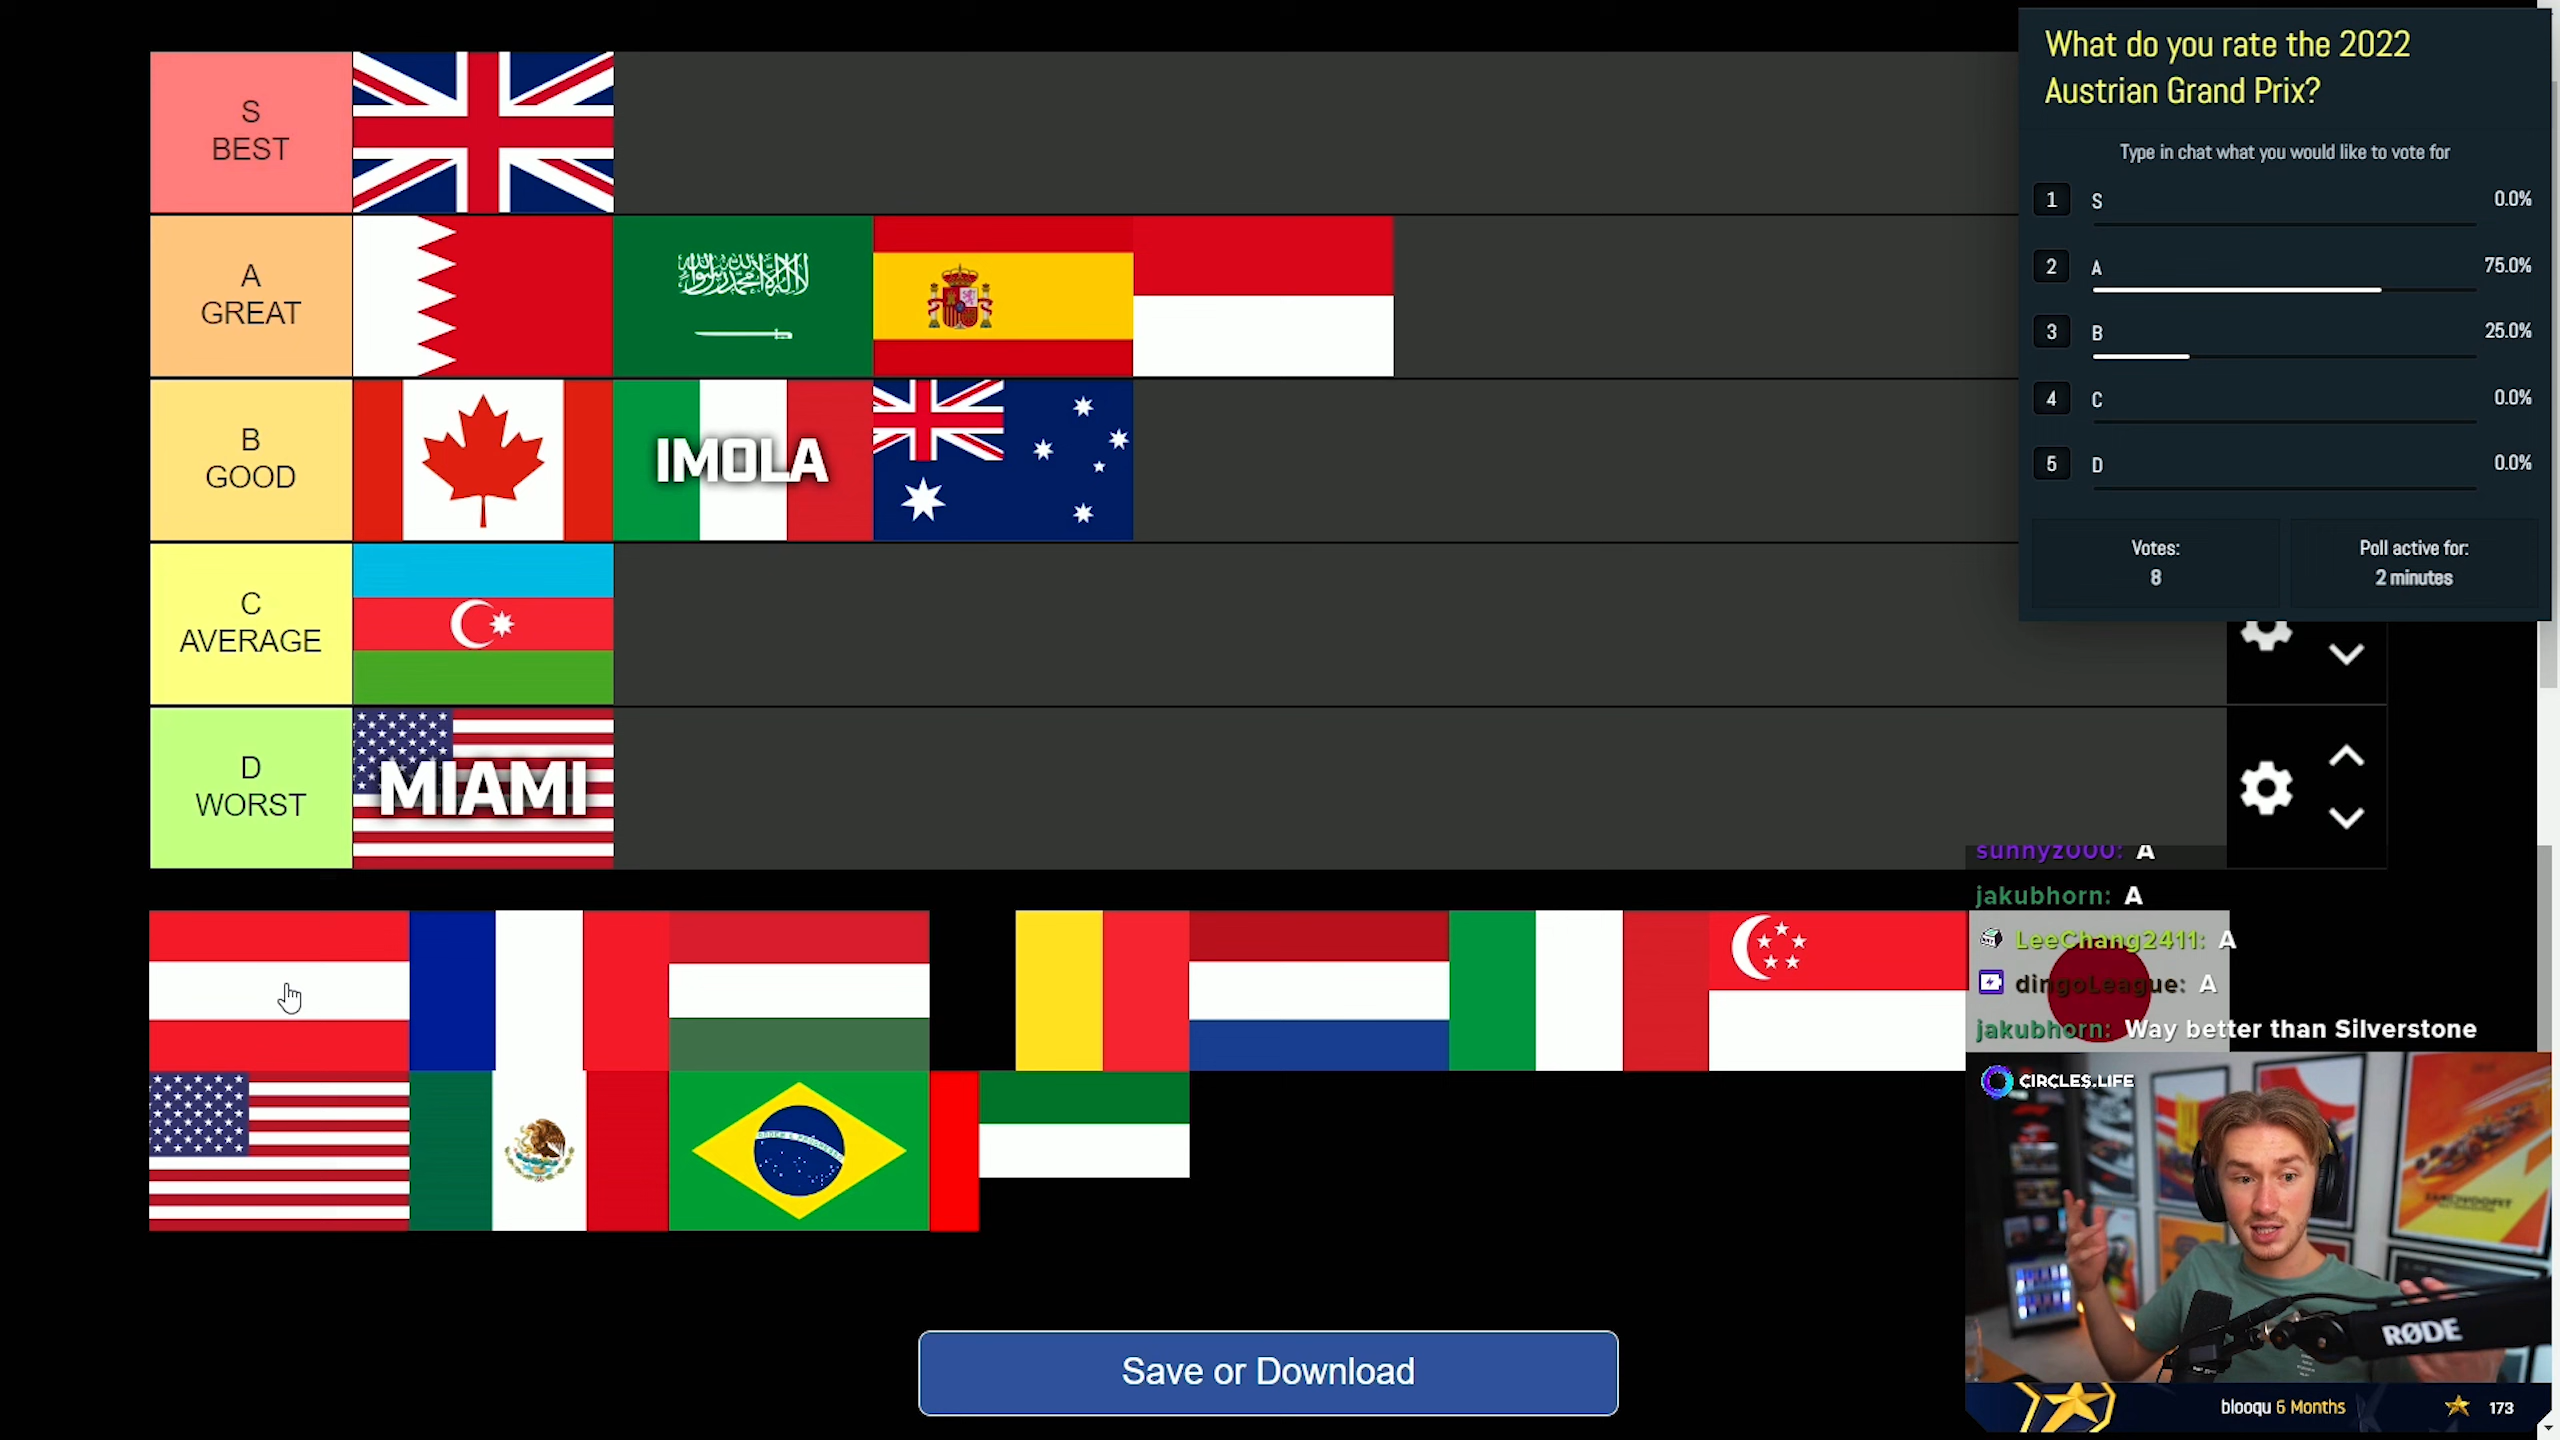 S
BEST
A
GREAT
B
GOOD
IMOLA
C
AVERAGE
D
WORST
MIAMI
Save or Download
What do you rate the 2022
Austrian Grand Prix?
Type in chat what you would like to vote for
1 S 0.0%
2 A 75.0%
3 B 25.0%
4 C 0.0%
5 D 0.0%
Votes:
8
Poll active for:
2 minutes
sunnyz000: A
jakubhorn: A
LeeChang2411: A
dingoLeague: A
jakubhorn: Way better than Silverstone
CIRCLES.LIFE
RØDE
blooqu 6 Months
173